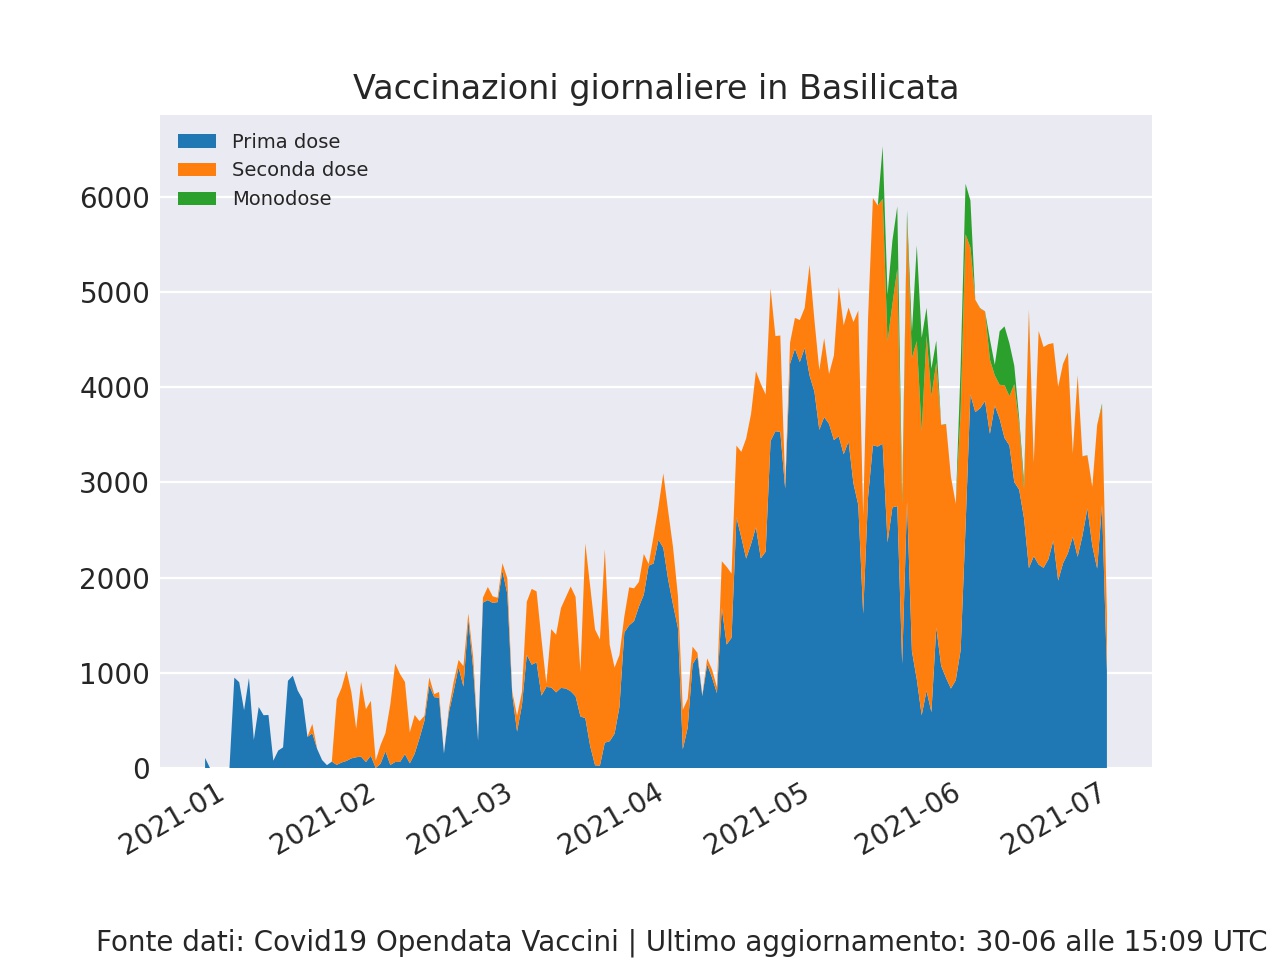 Vaccinazioni giornaliere in Basilicata
Prima dose
Seconda dose
Monodose
6000
5000
4000
3000
2000
1000
0
2021-01
2021-02
2021-03
2021-04
2021-05
2021-06
2021-07
Fonte dati: Covid19 Opendata Vaccini | Ultimo aggiornamento: 30-06 alle 15:09 UTC